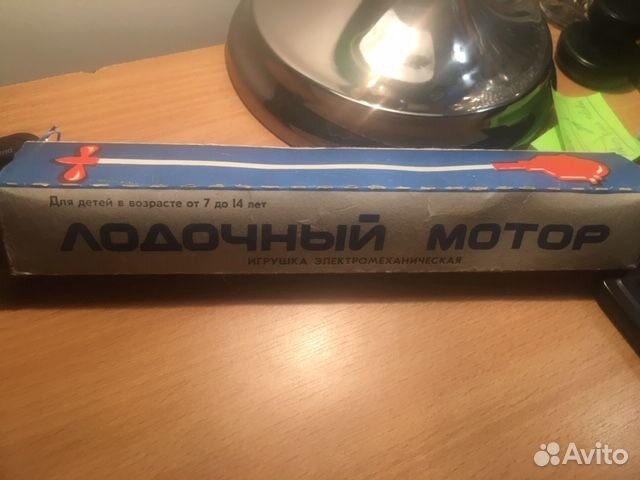 Для детей в возрасте от 7 до 14 лет
ЛОДОЧНЫЙ МОТОР
ИГРУШКА ЭЛЕКТРОМЕХАНИЧЕСКАЯ
Avito